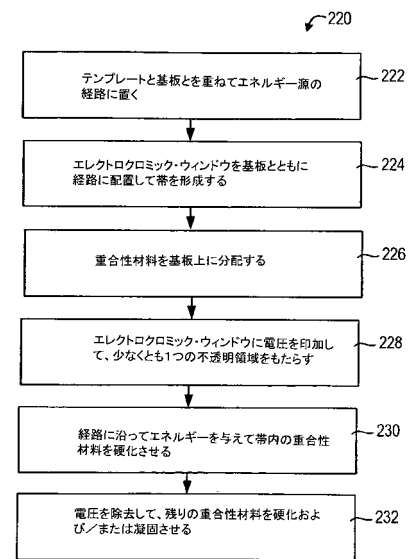 220
テンプレートと基板とを重ねてエネルギー源の
経路に置く
222
エレクトロクロミック・ウィンドウを基板とともに
経路に配置して帯を形成する
224
重合性材料を基板上に分配する
226
エレクトロクロミック・ウィンドウに電圧を印加し
て、少なくとも1つの不透明領域をもたらす
228
経路に沿ってエネルギーを与えて帯内の重合性
材料を硬化させる
230
電圧を除去して、残りの重合性材料を硬化およ
び／または凝固させる
232